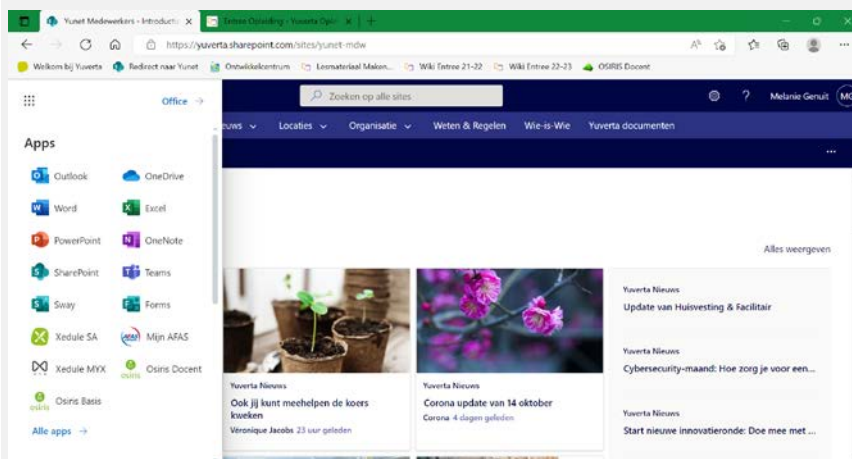 Yunet Medewerkers - Introductie
Entree Opleiding - Yuverta Ople
https://yuverta.sharepoint.com/sites/yunet-mdw
Welkom bij Yuverta
Redirect naar Yunet
Ontwikkelcentrum
Lesmateriaal Maken...
Wiki Entree 21-22
Wiki Entree 22-23
OSIRIS Docent
Office →
Zoeken op alle sites
? Melanie Genuit MG
euws
Locaties
Organisatie
Weten & Regelen
Wie-is-Wie
Yuverta documenten
Apps
Outlook
OneDrive
Word
Excel
PowerPoint
OneNote
SharePoint
Teams
Sway
Forms
Xedule SA
Mijn AFAS
Xedule MYX
Osiris Docent
Osiris Basis
Alle apps →
Alles weergeven
Yuverta Nieuws
Ook jij kunt meehelpen de koers
kweken
Véronique Jacobs 23 uur geleden
Yuverta Nieuws
Corona update van 14 oktober
Corona 4 dagen geleden
Yuverta Nieuws
Update van Huisvesting & Facilitair
Yuverta Nieuws
Cybersecurity-maand: Hoe zorg je voor een...
Yuverta Nieuws
Start nieuwe innovatieronde: Doe mee met ...